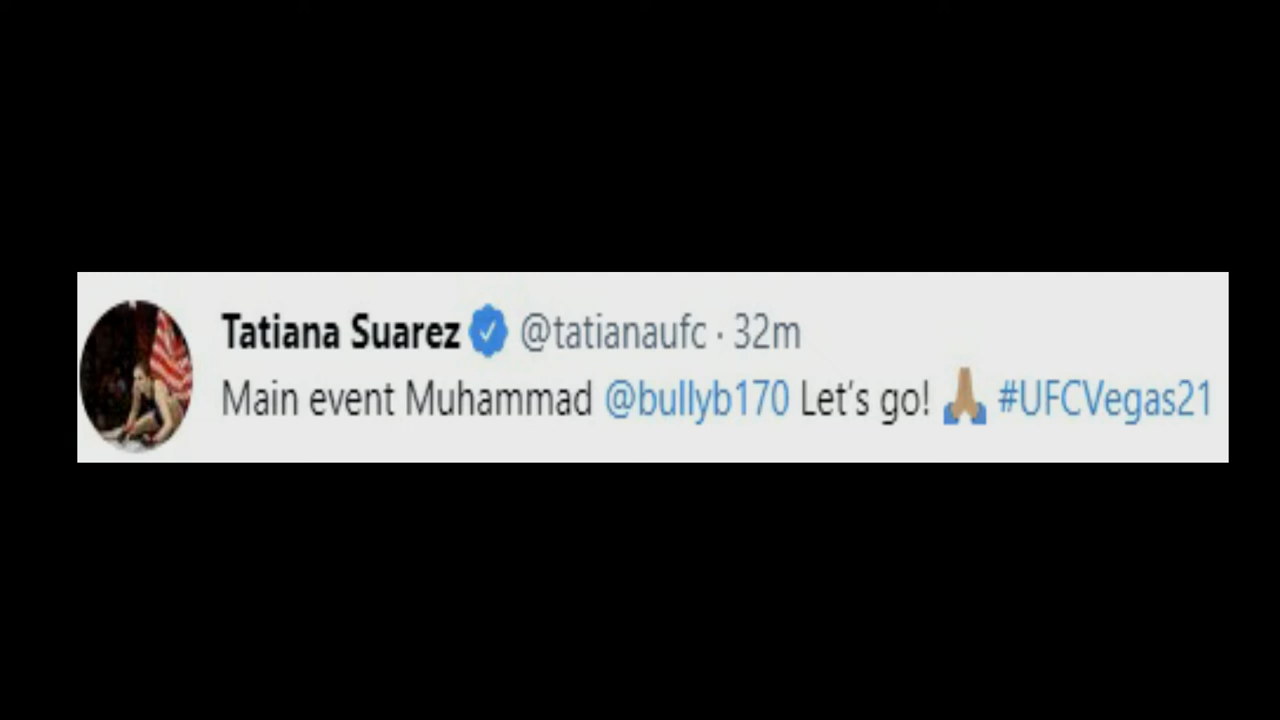 Tatiana Suarez @tatianaufc · 32m
Main event Muhammad @bullyb170 Let's go! 🙏🏽 #UFCVegas21